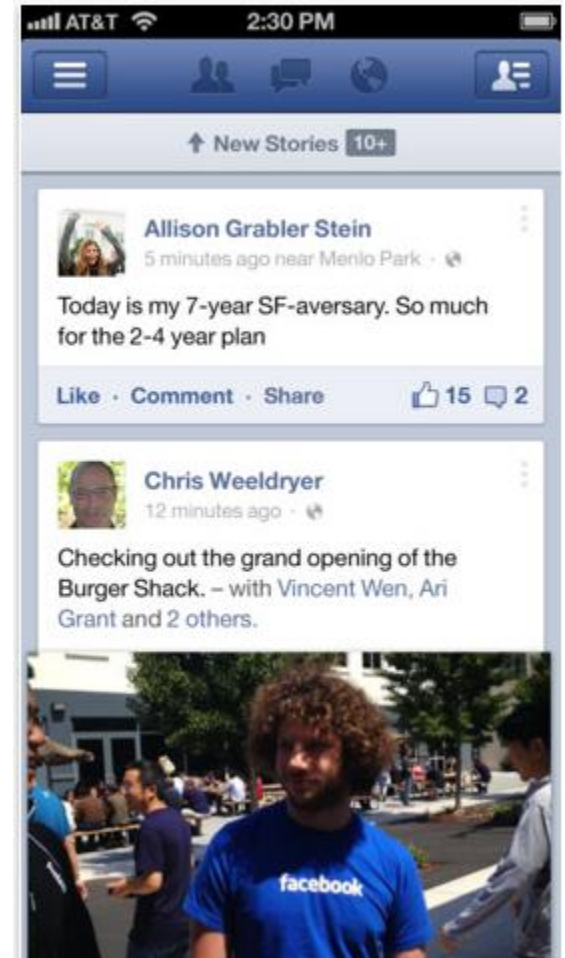 AT&T 2:30 PM
New Stories 10+
Allison Grabler Stein
5 minutes ago near Menlo Park ·
Today is my 7-year SF-aversary. So much
for the 2-4 year plan
Like · Comment · Share 15 2
Chris Weeldryer
12 minutes ago ·
Checking out the grand opening of the
Burger Shack. – with Vincent Wen, Ari
Grant and 2 others.
facebook